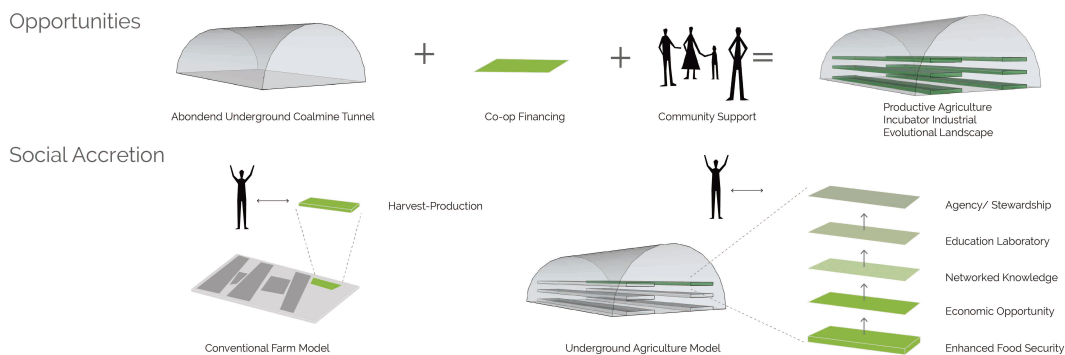 Opportunities
+
+
=
Abondend Underground Coalmine Tunnel
Co-op Financing
Community Support
Productive Agriculture
Incubator Industrial
Evolutional Landscape
Social Accretion
Harvest-Production
Conventional Farm Model
Underground Agriculture Model
Agency/ Stewardship
Education Laboratory
Networked Knowledge
Economic Opportunity
Enhanced Food Security